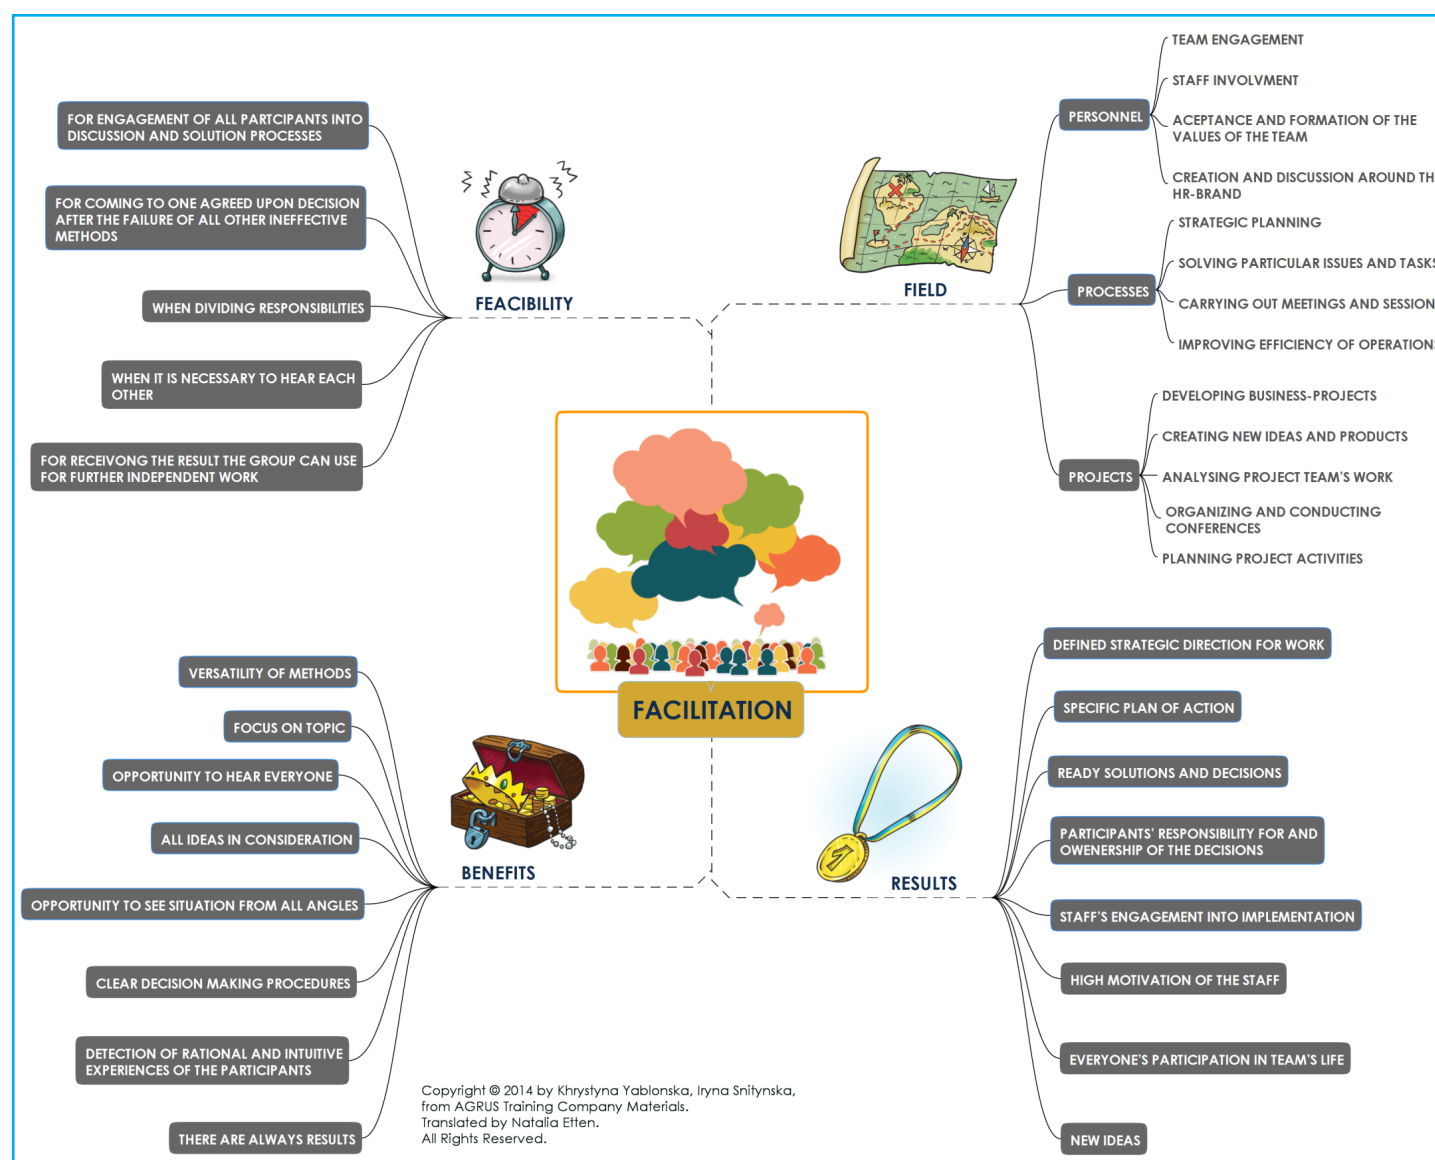 FOR ENGAGEMENT OF ALL PARTCIPANTS INTO
DISCUSSION AND SOLUTION PROCESSES
FOR COMING TO ONE AGREED UPON DECISION
AFTER THE FAILURE OF ALL OTHER INEFFECTIVE
METHODS
WHEN DIVIDING RESPONSIBILITIES
WHEN IT IS NECESSARY TO HEAR EACH
OTHER
FOR RECEIVONG THE RESULT THE GROUP CAN USE
FOR FURTHER INDEPENDENT WORK
FEACIBILITY
FIELD
PERSONNEL
TEAM ENGAGEMENT
STAFF INVOLVMENT
ACEPTANCE AND FORMATION OF THE
VALUES OF THE TEAM
CREATION AND DISCUSSION AROUND TH
HR-BRAND
PROCESSES
STRATEGIC PLANNING
SOLVING PARTICULAR ISSUES AND TASKS
CARRYING OUT MEETINGS AND SESSION
IMPROVING EFFICIENCY OF OPERATIONS
PROJECTS
DEVELOPING BUSINESS-PROJECTS
CREATING NEW IDEAS AND PRODUCTS
ANALYSING PROJECT TEAM'S WORK
ORGANIZING AND CONDUCTING
CONFERENCES
PLANNING PROJECT ACTIVITIES
FACILITATION
VERSATILITY OF METHODS
FOCUS ON TOPIC
OPPORTUNITY TO HEAR EVERYONE
ALL IDEAS IN CONSIDERATION
OPPORTUNITY TO SEE SITUATION FROM ALL ANGLES
CLEAR DECISION MAKING PROCEDURES
DETECTION OF RATIONAL AND INTUITIVE
EXPERIENCES OF THE PARTICIPANTS
THERE ARE ALWAYS RESULTS
BENEFITS
1
RESULTS
DEFINED STRATEGIC DIRECTION FOR WORK
SPECIFIC PLAN OF ACTION
READY SOLUTIONS AND DECISIONS
PARTICIPANTS' RESPONSIBILITY FOR AND
OWENERSHIP OF THE DECISIONS
STAFF'S ENGAGEMENT INTO IMPLEMENTATION
HIGH MOTIVATION OF THE STAFF
EVERYONE'S PARTICIPATION IN TEAM'S LIFE
NEW IDEAS
Copyright © 2014 by Khrystyna Yablonska, Iryna Snitynska,
from AGRUS Training Company Materials.
Translated by Natalia Etten.
All Rights Reserved.